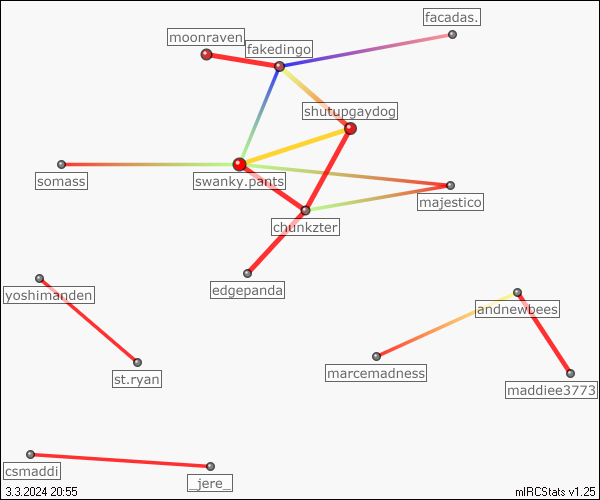 facadas.
moonraven
fakedingo
shutupgaydog
somass
swanky.pants
majestico
chunkzter
edgepanda
yoshimanden
andnewbees
st.ryan
marcemadness
maddiee3773
csmaddi
_jere_
3.3.2024 20:55
mIRCStats v1.25